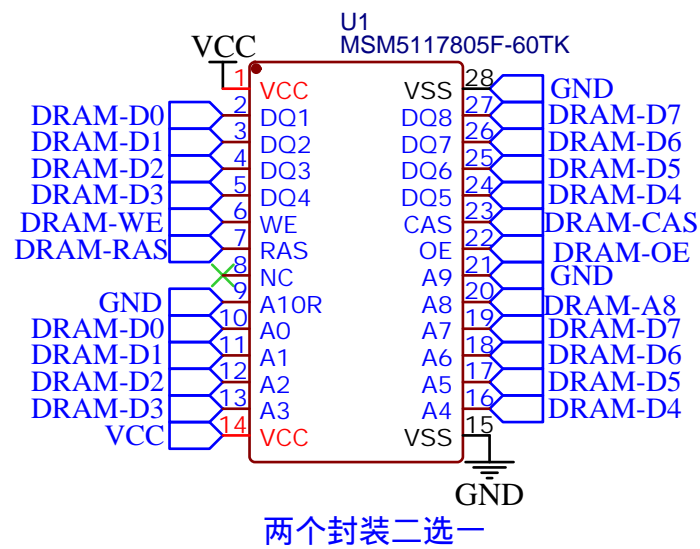 U1
MSM5117805F-60TK
VCC
1 VCC VSS 28 GND
DRAM-D0 2 DQ1 DQ8 27 DRAM-D7
DRAM-D1 3 DQ2 DQ7 26 DRAM-D6
DRAM-D2 4 DQ3 DQ6 25 DRAM-D5
DRAM-D3 5 DQ4 DQ5 24 DRAM-D4
DRAM-WE 6 WE CAS 23 DRAM-CAS
DRAM-RAS 7 RAS OE 22 DRAM-OE
8 NC A9 21 GND
GND 9 A10R A8 20 DRAM-A8
DRAM-D0 10 A0 A7 19 DRAM-D7
DRAM-D1 11 A1 A6 18 DRAM-D6
DRAM-D2 12 A2 A5 17 DRAM-D5
DRAM-D3 13 A3 A4 16 DRAM-D4
VCC 14 VCC VSS 15
GND
两个封装二选一